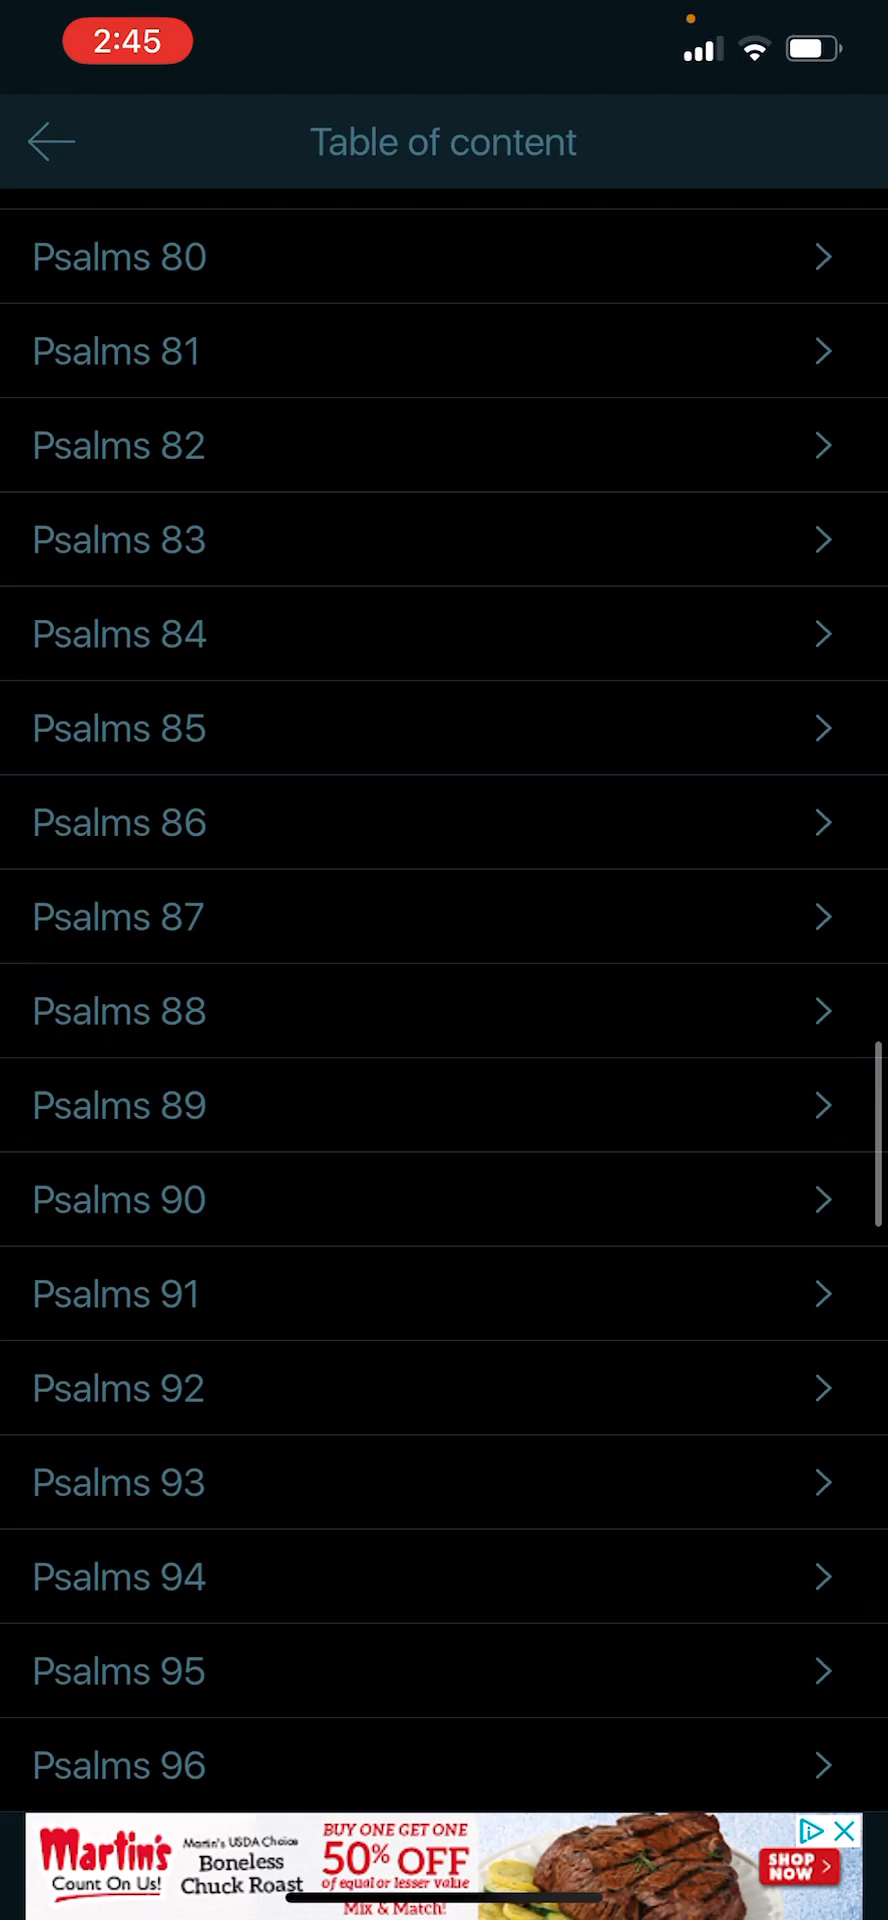 2:45
Table of content
Psalms 80
Psalms 81
Psalms 82
Psalms 83
Psalms 84
Psalms 85
Psalms 86
Psalms 87
Psalms 88
Psalms 89
Psalms 90
Psalms 91
Psalms 92
Psalms 93
Psalms 94
Psalms 95
Psalms 96
Martin's
Count On Us!
Martin's USDA Choice
Boneless
Chuck Roast
BUY ONE GET ONE
50% OFF
of equal or lesser value
Mix & Match!
SHOP
NOW